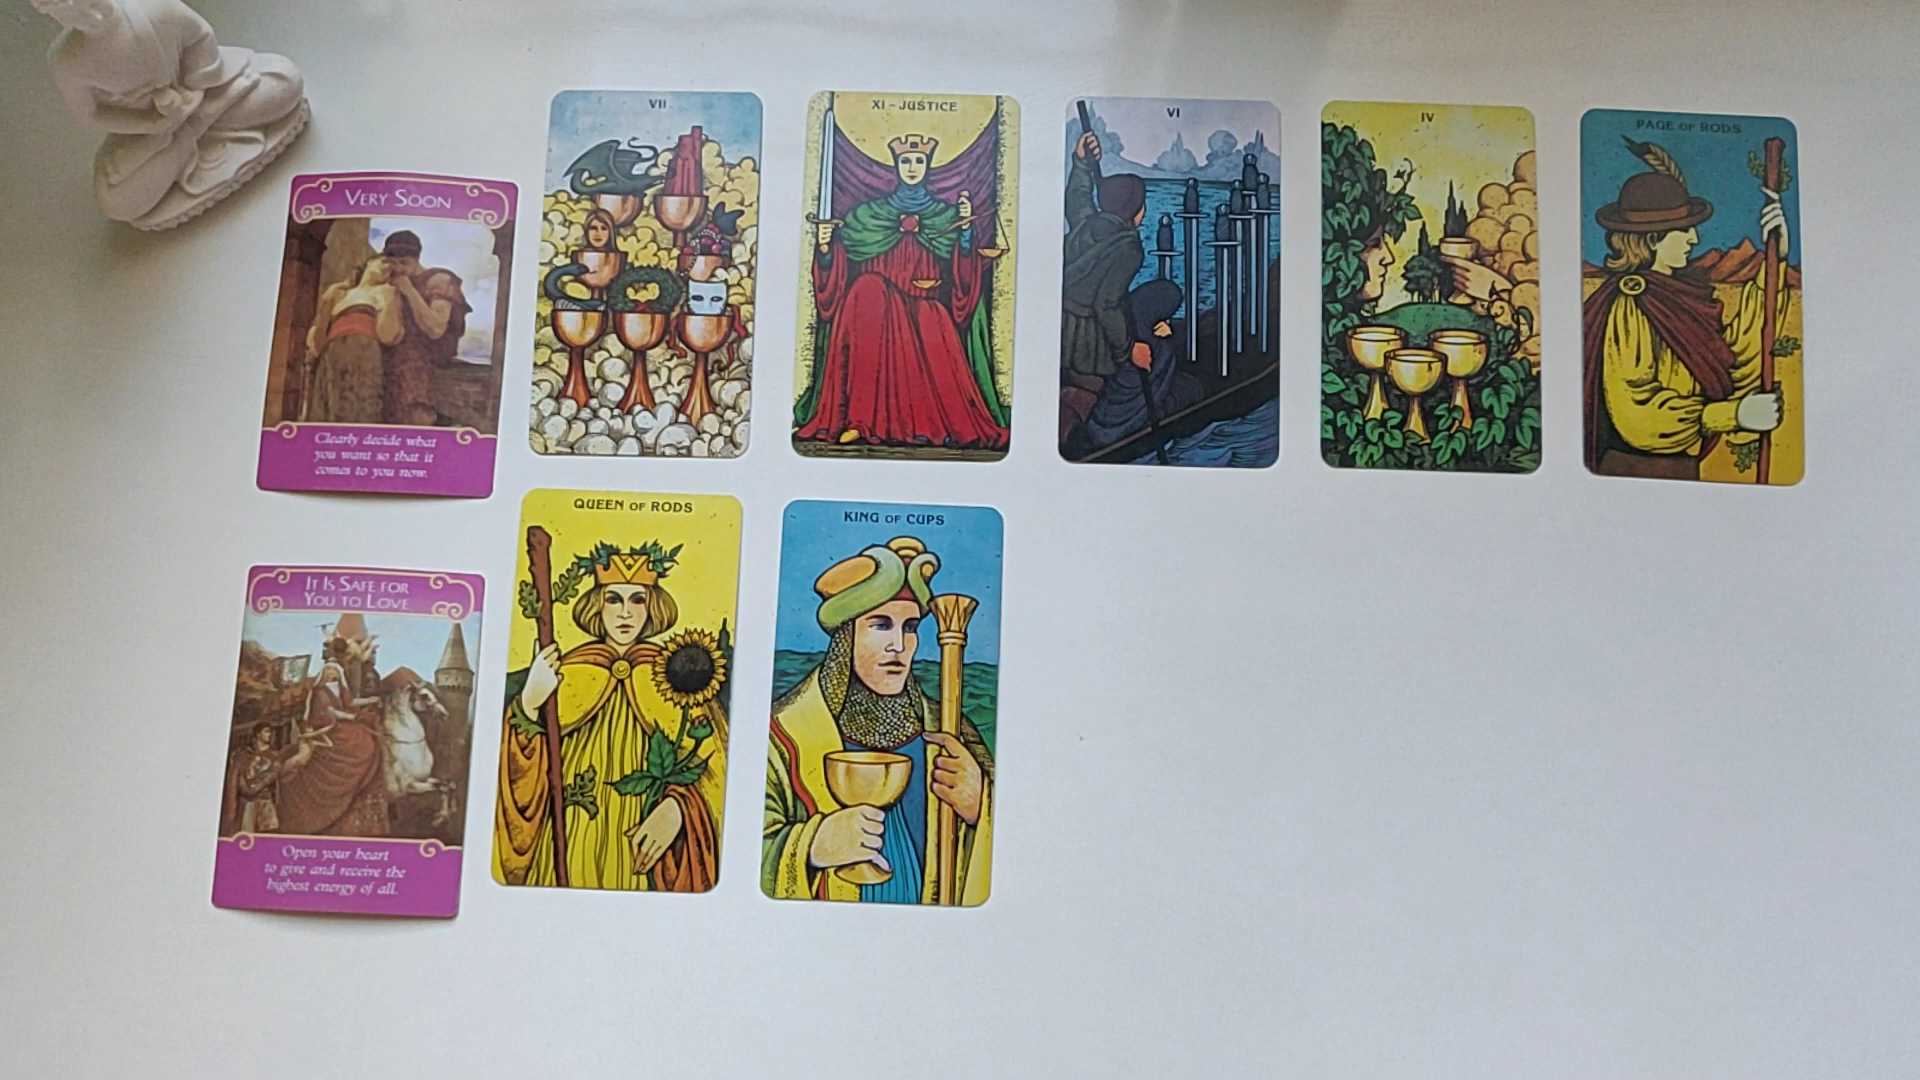 VERY SOON
Clearly decide what
you want so that it
comes to you now.
VII
XI–JUSTICE
VI
IV
PAGE OF RODS
IT IS SAFE FOR
YOU TO LOVE
Open your heart
to give and receive the
highest energy of all.
QUEEN OF RODS
KING OF CUPS